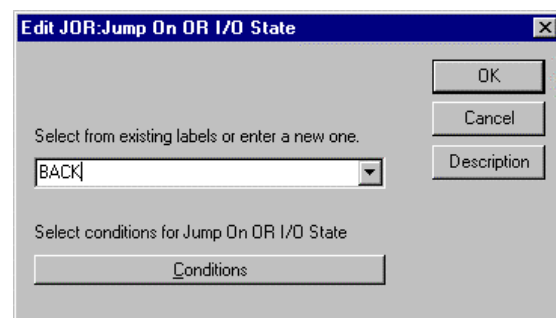 Edit JOR:Jump On OR I/O State
OK
Cancel
Select from existing labels or enter a new one.
BACK
Description
Select conditions for Jump On OR I/O State
Conditions